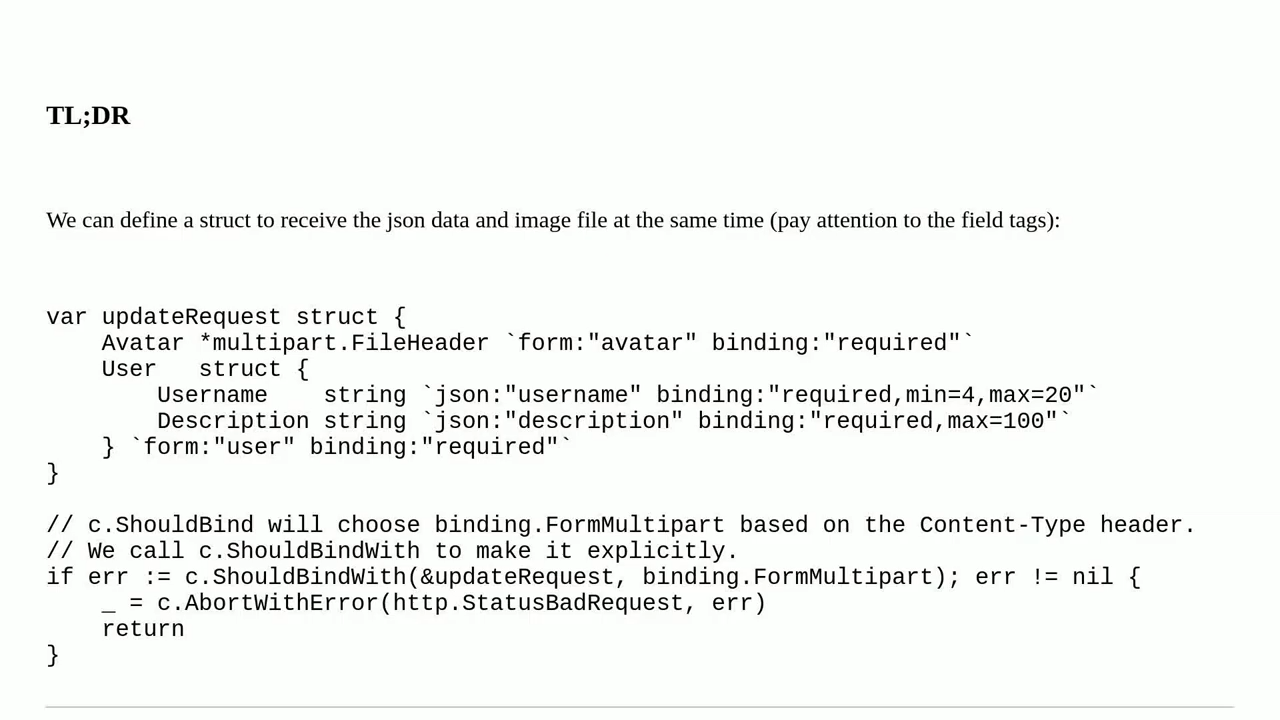 TL;DR
We can define a struct to receive the json data and image file at the same time (pay attention to the field tags):
var updateRequest struct {
    Avatar *multipart.FileHeader `form:"avatar" binding:"required"`
    User   struct {
        Username    string `json:"username" binding:"required,min=4,max=20"`
        Description string `json:"description" binding:"required,max=100"`
    } `form:"user" binding:"required"`
}
// c.ShouldBind will choose binding.FormMultipart based on the Content-Type header.
// We call c.ShouldBindWith to make it explicitly.
if err := c.ShouldBindWith(&updateRequest, binding.FormMultipart); err != nil {
    _ = c.AbortWithError(http.StatusBadRequest, err)
    return
}